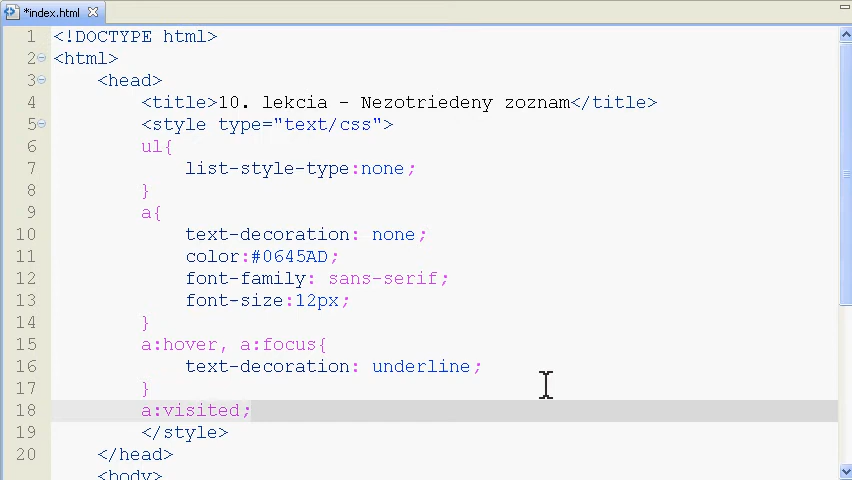 *index.html
1 <!DOCTYPE html>
2 <html>
3 <head>
4 <title>10. lekcia - Nezotriedeny zoznam</title>
5 <style type="text/css">
6 ul{
7 list-style-type:none;
8 }
9 a{
10 text-decoration: none;
11 color:#0645AD;
12 font-family: sans-serif;
13 font-size:12px;
14 }
15 a:hover, a:focus{
16 text-decoration: underline;
17 }
18 a:visited;
19 </style>
20 </head>
<body>